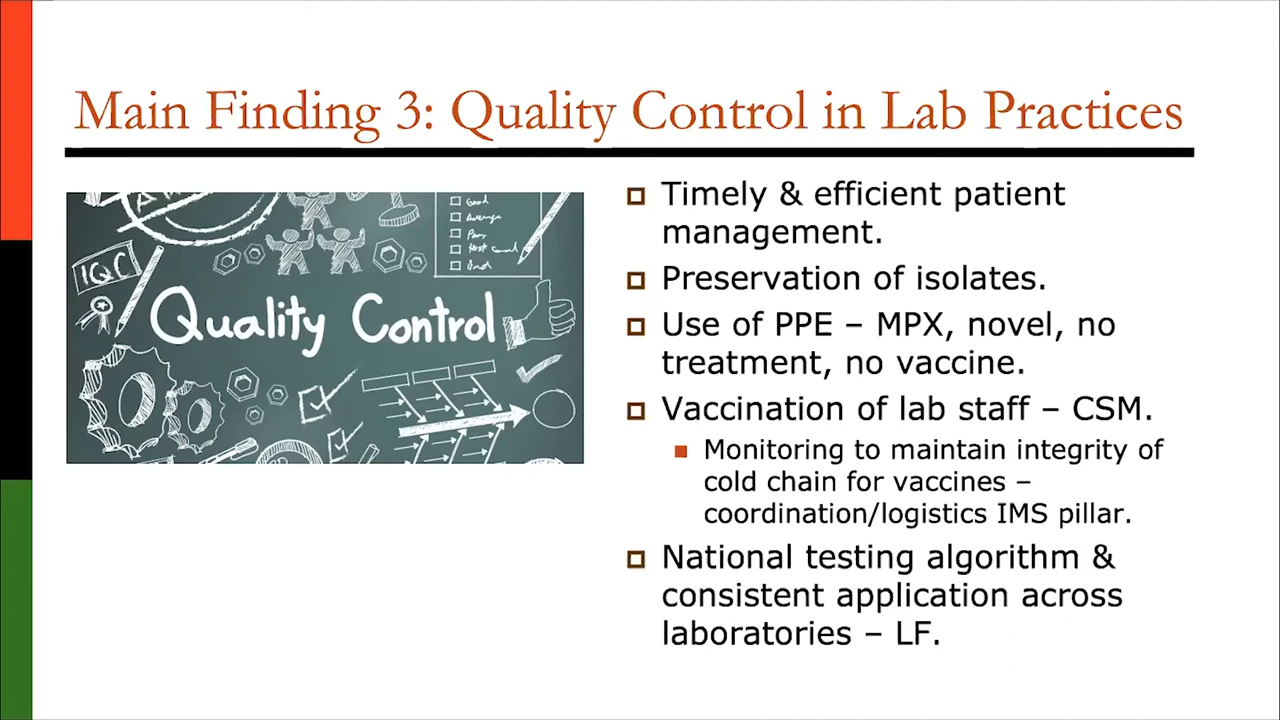 Main Finding 3: Quality Control in Lab Practices
IQC
Good
Average
Quality Control
Timely & efficient patient
management.
Preservation of isolates.
Use of PPE – MPX, novel, no
treatment, no vaccine.
Vaccination of lab staff – CSM.
Monitoring to maintain integrity of
cold chain for vaccines –
coordination/logistics IMS pillar.
National testing algorithm &
consistent application across
laboratories – LF.